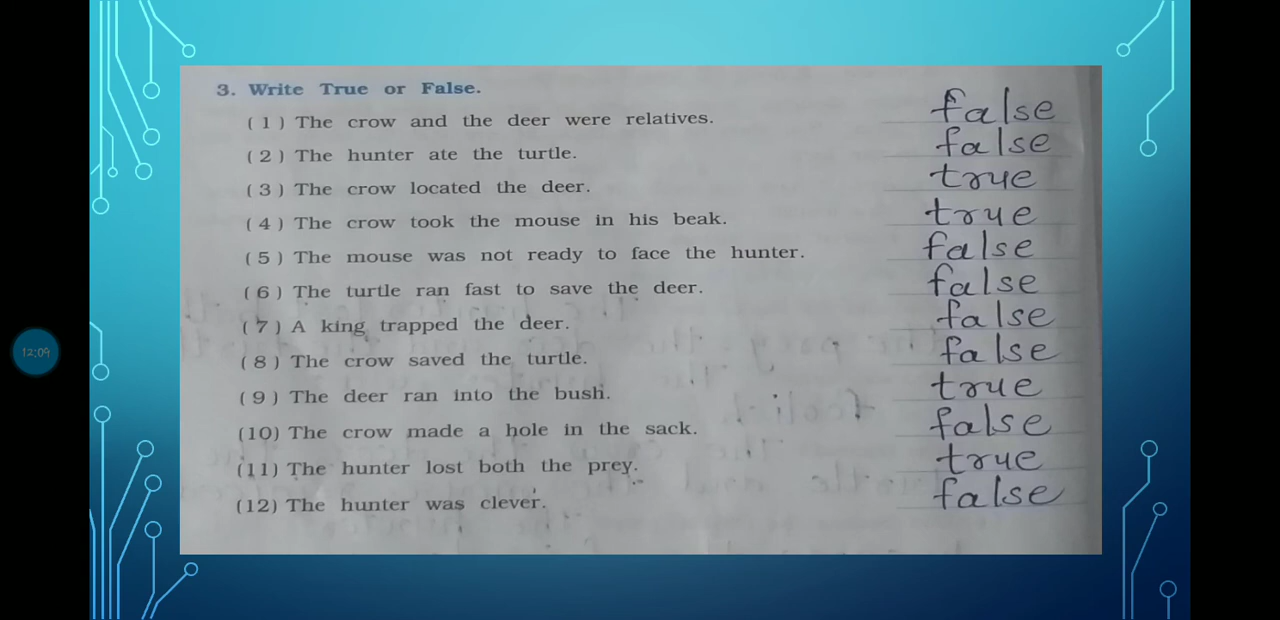 3. Write True or False.
(1) The crow and the deer were relatives. false
(2) The hunter ate the turtle. false
(3) The crow located the deer. true
(4) The crow took the mouse in his beak. true
(5) The mouse was not ready to face the hunter. false
(6) The turtle ran fast to save the deer. false
(7) A king trapped the deer. false
(8) The crow saved the turtle. false
(9) The deer ran into the bush. true
(10) The crow made a hole in the sack. false
(11) The hunter lost both the prey. true
(12) The hunter was clever. false
12:09